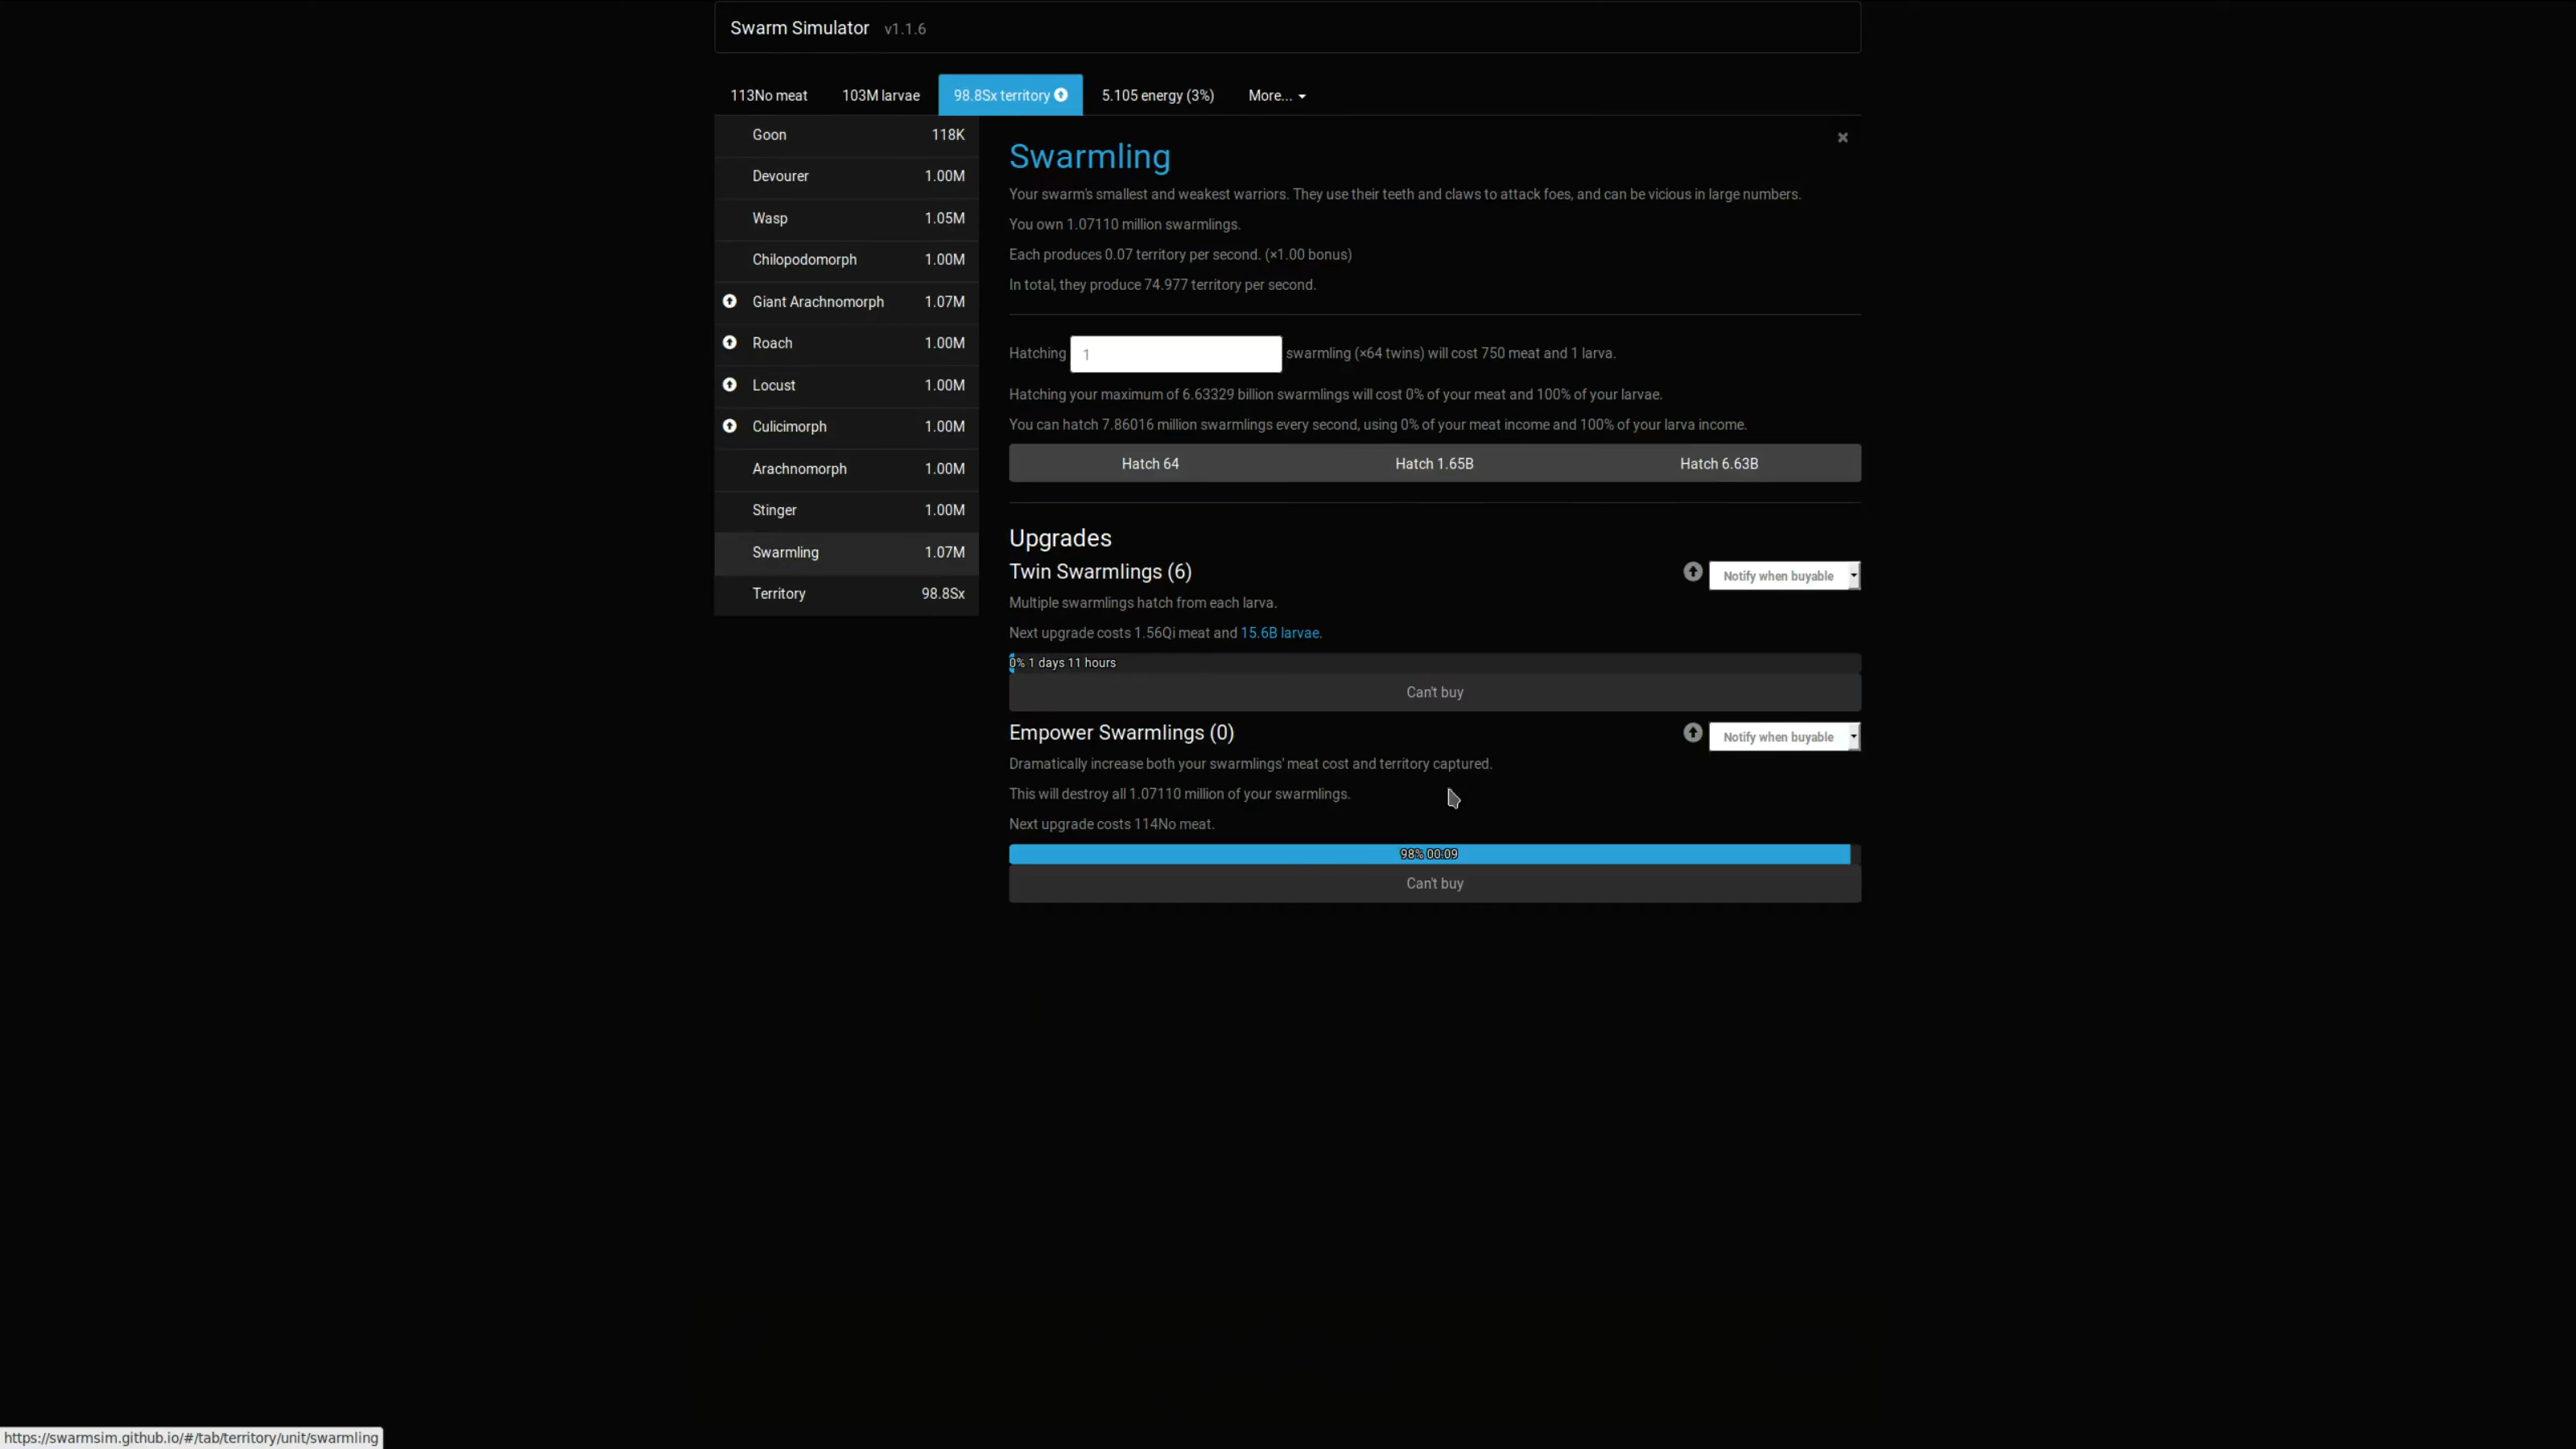 Swarm Simulator v1.1.6
113No meat 103M larvae 98.8Sx territory 5.105 energy (3%) More...
Goon 118K
Devourer 1.00M
Wasp 1.05M
Chilopodomorph 1.00M
Giant Arachnomorph 1.07M
Roach 1.00M
Locust 1.00M
Culicimorph 1.00M
Arachnomorph 1.00M
Stinger 1.00M
Swarmling 1.07M
Territory 98.8Sx
Swarmling
Your swarm's smallest and weakest warriors. They use their teeth and claws to attack foes, and can be vicious in large numbers.
You own 1.07110 million swarmlings.
Each produces 0.07 territory per second. (×1.00 bonus)
In total, they produce 74.977 territory per second.
Hatching 1 swarmling (×64 twins) will cost 750 meat and 1 larva.
Hatching your maximum of 6.63329 billion swarmlings will cost 0% of your meat and 100% of your larvae.
You can hatch 7.86016 million swarmlings every second, using 0% of your meat income and 100% of your larva income.
Hatch 64 Hatch 1.65B Hatch 6.63B
Upgrades
Twin Swarmlings (6) Notify when buyable
Multiple swarmlings hatch from each larva.
Next upgrade costs 1.56Qi meat and 15.6B larvae.
0% 1 days 11 hours
Can't buy
Empower Swarmlings (0) Notify when buyable
Dramatically increase both your swarmlings' meat cost and territory captured.
This will destroy all 1.07110 million of your swarmlings.
Next upgrade costs 114No meat.
98% 00:09
Can't buy
https://swarmsim.github.io/#/tab/territory/unit/swarmling